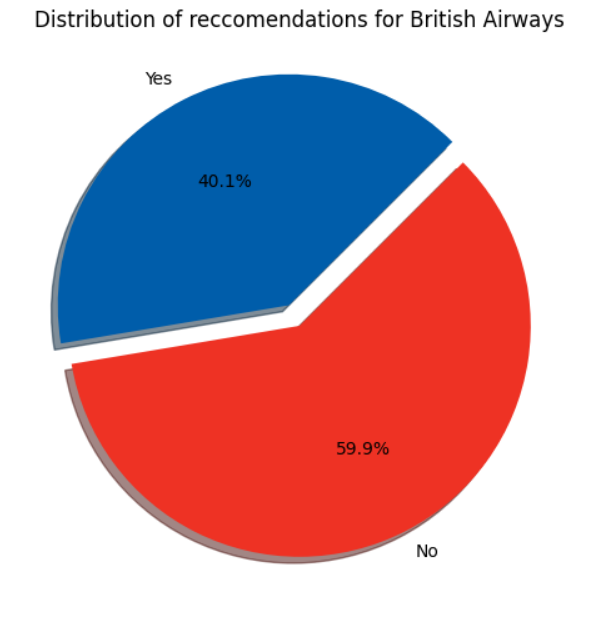 Distribution of reccomendations for British Airways
Yes
40.1%
59.9%
No